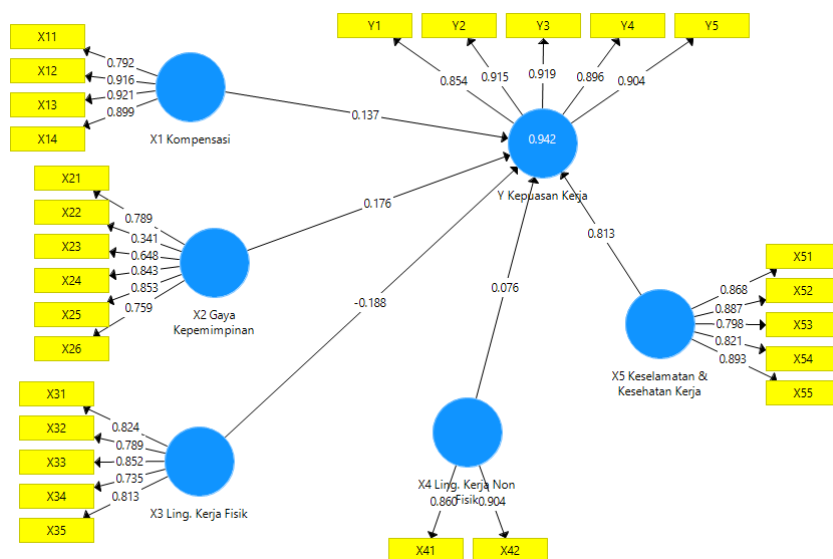 X11
X12
X13
X14
0.792
0.916
0.921
0.899
X1 Kompensasi
0.137
Y1
Y2
Y3
Y4
Y5
0.854
0.915
0.919
0.896
0.904
0.942
Y Kepuasan Kerja
X21
X22
X23
X24
X25
X26
0.789
0.341
0.648
0.843
0.853
0.759
X2 Gaya
Kepemimpinan
0.176
-0.188
0.076
0.813
X51
X52
X53
X54
X55
0.868
0.887
0.798
0.821
0.893
X5 Keselamatan &
Kesehatan Kerja
X31
X32
X33
X34
X35
0.824
0.789
0.852
0.735
0.813
X3 Ling. Kerja Fisik
X4 Ling. Kerja Non
Fisik
0.860
0.904
X41
X42